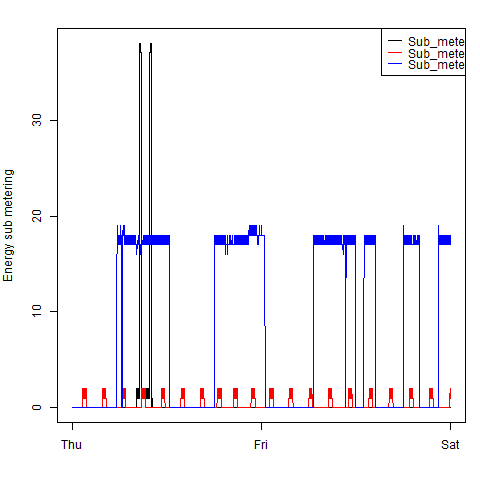 Energy sub metering
30
20
10
0
Thu
Fri
Sat
Sub_mete
Sub_mete
Sub_mete